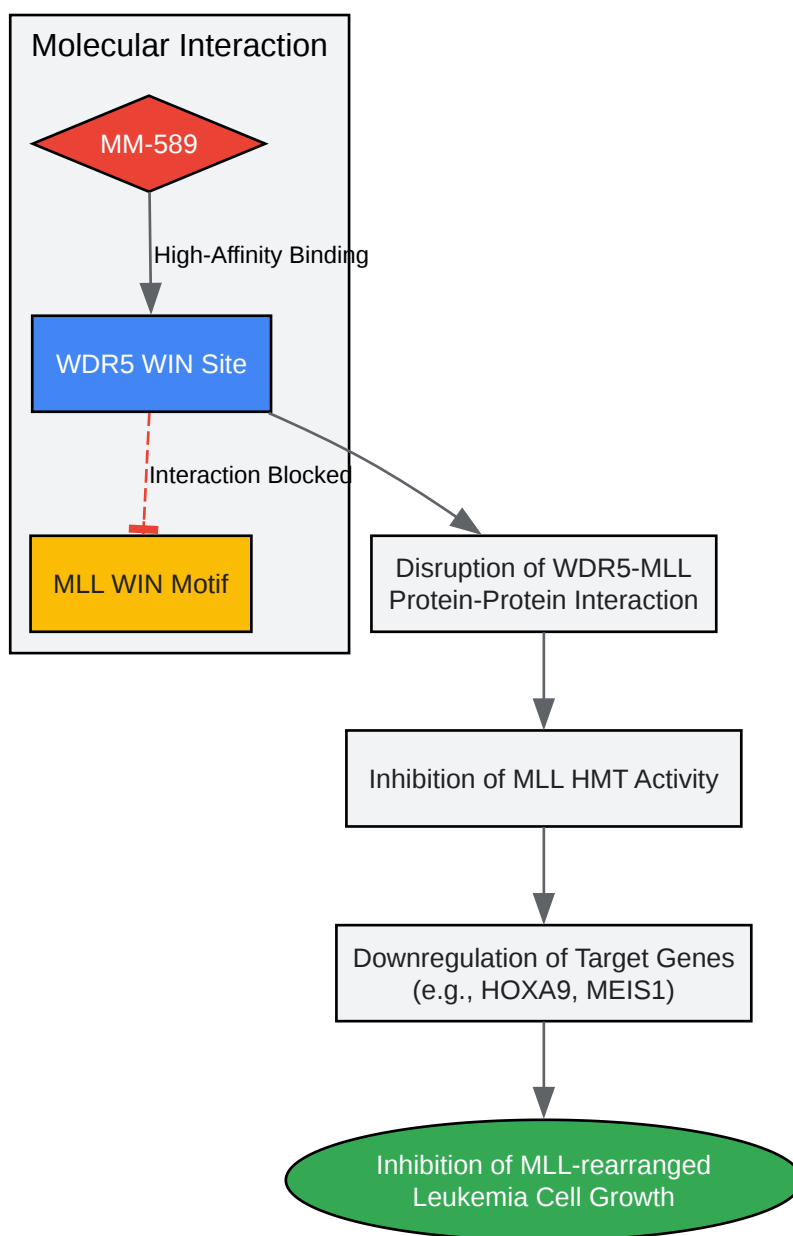 Molecular Interaction
MM-589
High-Affinity Binding
WDR5 WIN Site
Interaction Blocked
MLL WIN Motif
Disruption of WDR5-MLL
Protein-Protein Interaction
Inhibition of MLL HMT Activity
Downregulation of Target Genes
(e.g., HOXA9, MEIS1)
Inhibition of MLL-rearranged
Leukemia Cell Growth